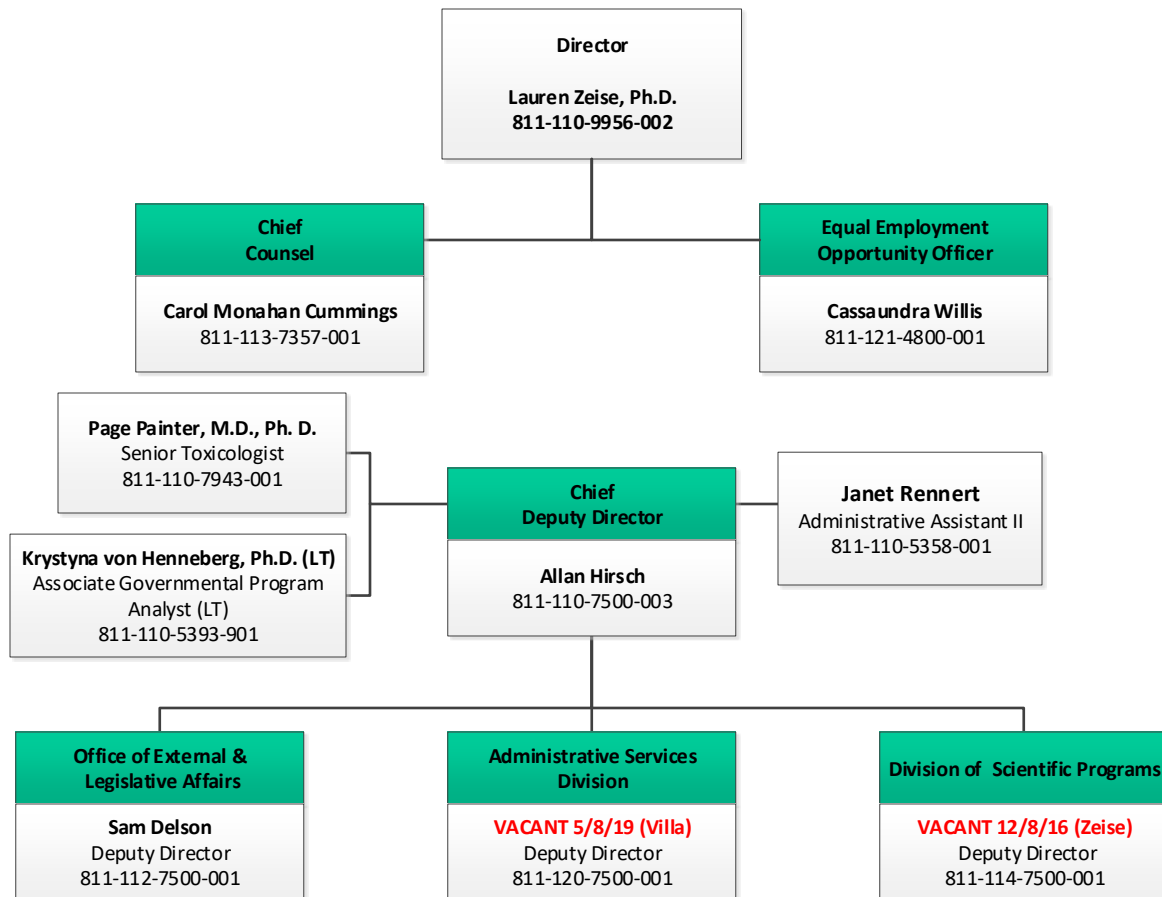 Director
Lauren Zeise, Ph.D.
811-110-9956-002
Chief
Counsel
Carol Monahan Cummings
811-113-7357-001
Equal Employment
Opportunity Officer
Cassaundra Willis
811-121-4800-001
Page Painter, M.D., Ph. D.
Senior Toxicologist
811-110-7943-001
Krystyna von Henneberg, Ph.D. (LT)
Associate Governmental Program
Analyst (LT)
811-110-5393-901
Chief
Deputy Director
Allan Hirsch
811-110-7500-003
Janet Rennert
Administrative Assistant II
811-110-5358-001
Office of External &
Legislative Affairs
Sam Delson
Deputy Director
811-112-7500-001
Administrative Services
Division
VACANT 5/8/19 (Villa)
Deputy Director
811-120-7500-001
Division of Scientific Programs
VACANT 12/8/16 (Zeise)
Deputy Director
811-114-7500-001